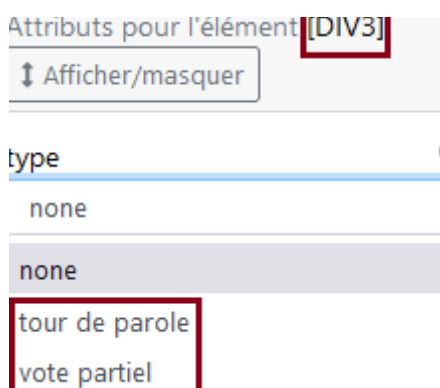 Attributs pour l'élément [DIV3]
↕ Afficher/masquer
type
none
none
tour de parole
vote partiel